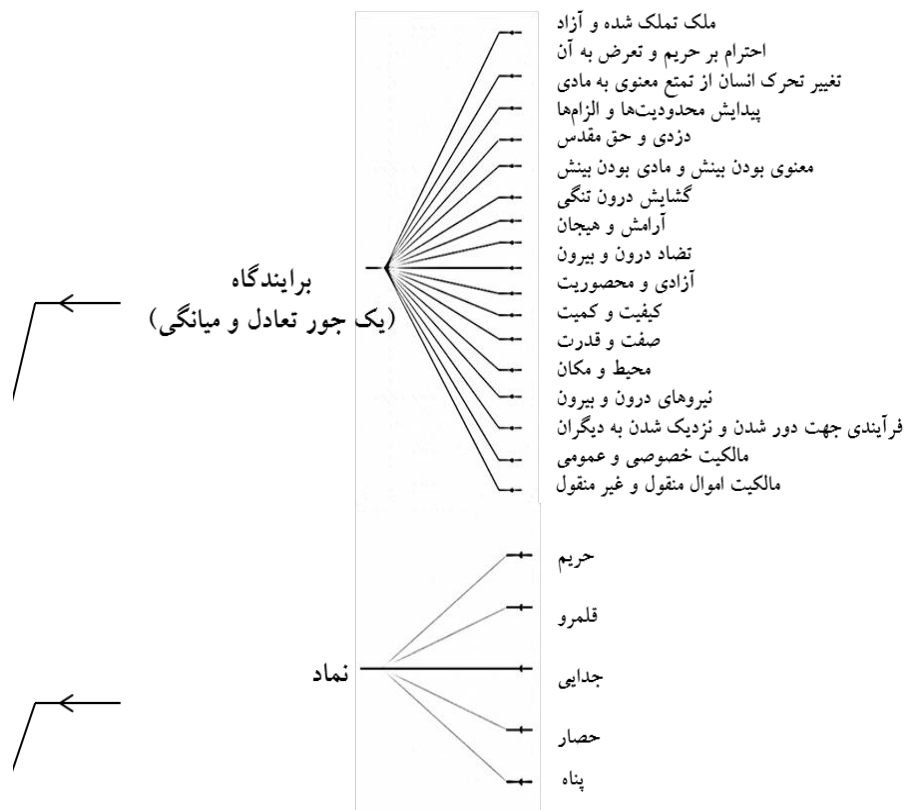 ملک تملک شده و آزاد
احترام بر حریم و تعرض به آن
تغییر تحرک انسان از تمتع معنوی به مادی
پیدایش محدودیت‌ها و الزام‌ها
دزدی و حق مقدس
معنوی بودن بینش و مادی بودن بینش
گشایش درون تنگی
آرامش و هیجان
تضاد درون و بیرون
آزادی و محصوریت
کیفیت و کمیت
صفت و قدرت
محیط و مکان
نیروهای درون و بیرون
فرآیندی جهت دور شدن و نزدیک شدن به دیگران
مالکیت خصوصی و عمومی
مالکیت اموال منقول و غیر منقول
برایندگاه
(یک جور تعادل و میانگی)
حریم
قلمرو
جدایی
حصار
پناه
نماد